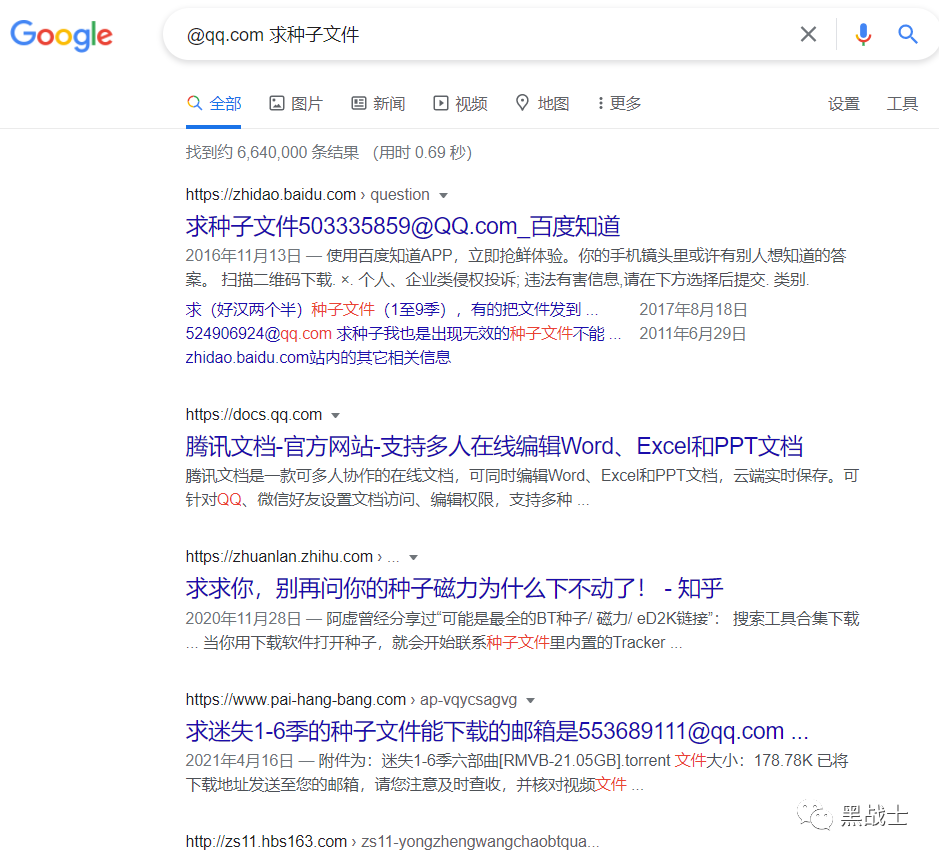 Google
@qq.com 求种子文件
全部 图片 新闻 视频 地图 更多 设置 工具
找到约 6,640,000 条结果 （用时 0.69 秒）
https://zhidao.baidu.com › question
求种子文件503335859@QQ.com_百度知道
2016年11月13日 — 使用百度知道APP，立即抢鲜体验。你的手机镜头里或许有别人想知道的答
案。 扫描二维码下载. ×. 个人、企业类侵权投诉; 违法有害信息,请在下方选择后提交. 类别.
求（好汉两个半）种子文件（1至9季），有的把文件发到 ... 2017年8月18日
524906924@qq.com 求种子我也是出现无效的种子文件不能 ... 2011年6月29日
zhidao.baidu.com站内的其它相关信息
https://docs.qq.com
腾讯文档-官方网站-支持多人在线编辑Word、Excel和PPT文档
腾讯文档是一款可多人协作的在线文档，可同时编辑Word、Excel和PPT文档，云端实时保存。可
针对QQ、微信好友设置文档访问、编辑权限，支持多种 ...
https://zhuanlan.zhihu.com › ...
求求你，别再问你的种子磁力为什么下不动了！ - 知乎
2020年11月28日 — 阿虚曾经分享过“可能是最全的BT种子/ 磁力/ eD2K链接”： 搜索工具合集下载
... 当你用下载软件打开种子，就会开始联系种子文件里内置的Tracker ...
https://www.pai-hang-bang.com › ap-vqycsagvg
求迷失1-6季的种子文件能下载的邮箱是553689111@qq.com ...
2021年4月16日 — 附件为：迷失1-6季六部曲[RMVB-21.05GB].torrent 文件大小：178.78K 已将
下载地址发送至您的邮箱，请您注意及时查收，并核对视频文件 ...
黑战士
http://zs11.hbs163.com › zs11-yongzhengwangchaobtqua...